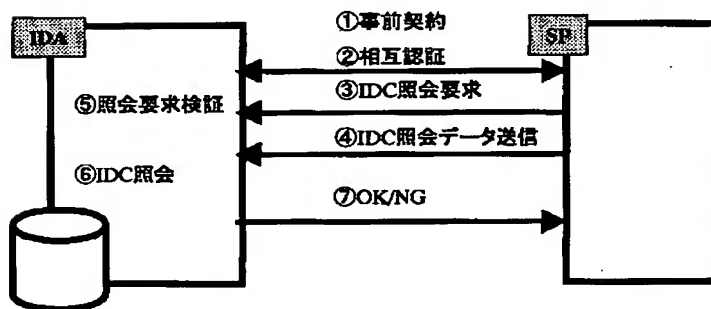 ①事前契約
IDA
SP
②相互認証
③IDC照会要求
⑤照会要求検証
④IDC照会データ送信
⑥IDC照会
⑦OK/NG